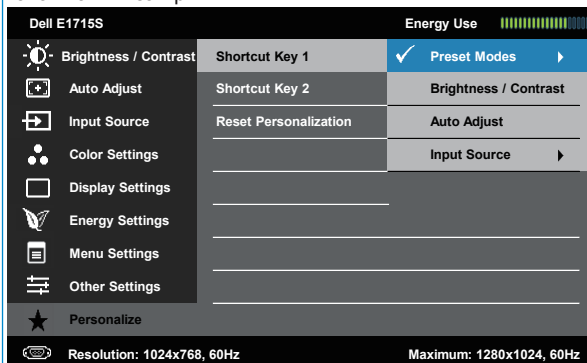 Dell E1715S Energy Use
Brightness / Contrast Shortcut Key 1 Preset Modes
Auto Adjust Shortcut Key 2 Brightness / Contrast
Input Source Reset Personalization Auto Adjust
Color Settings Input Source
Display Settings
Energy Settings
Menu Settings
Other Settings
Personalize
Resolution: 1024x768, 60Hz Maximum: 1280x1024, 60Hz